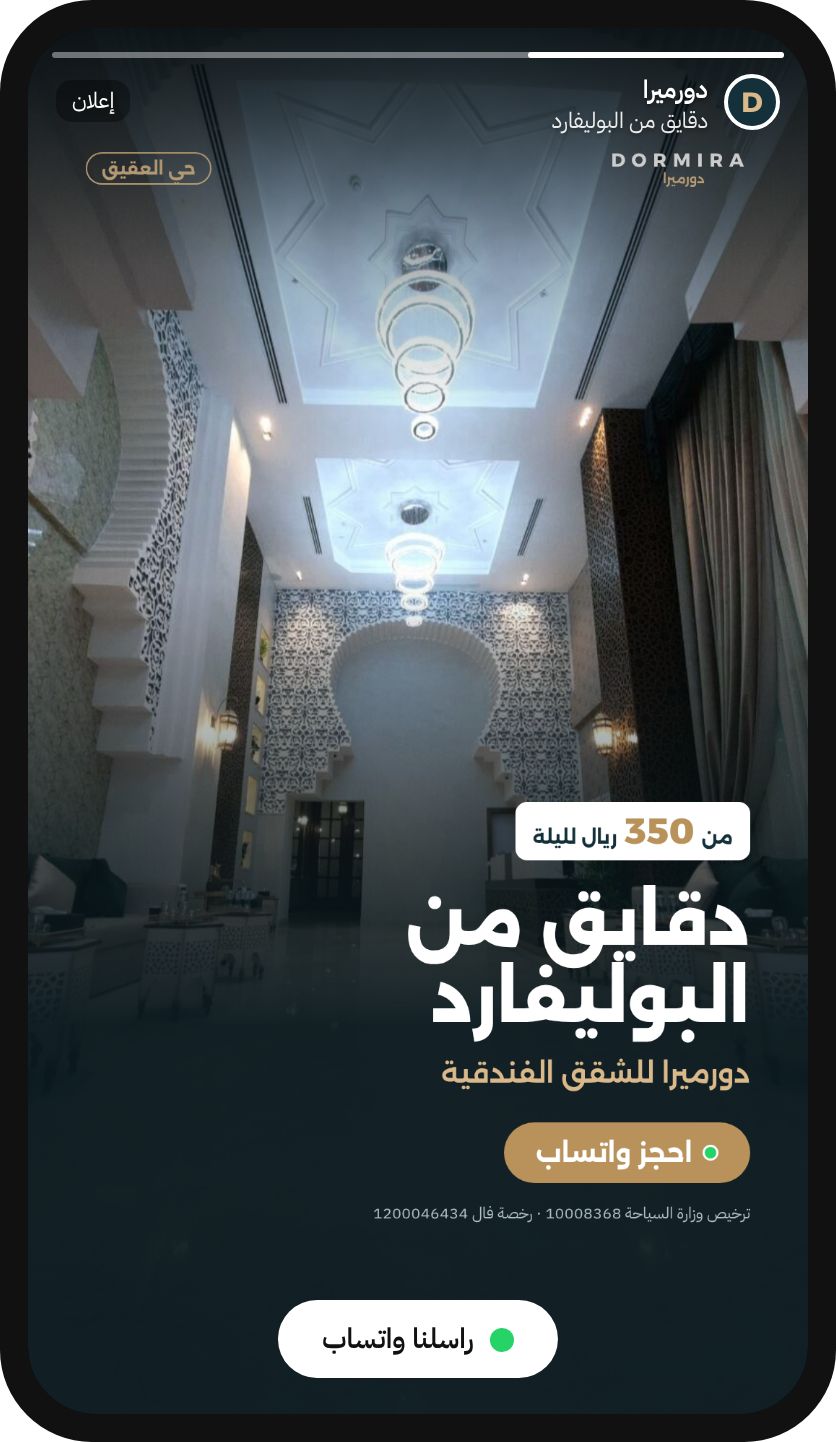 D
دورميرا
دقايق من البوليفارد
إعلان
DORMIRA
دورميرا
حي العقيق
من 350 ريال لليلة
دقايق من
البوليفارد
دورميرا للشقق الفندقية
احجز واتساب
ترخيص وزارة السياحة 10008368 · رخصة فال 1200046434
راسلنا واتساب